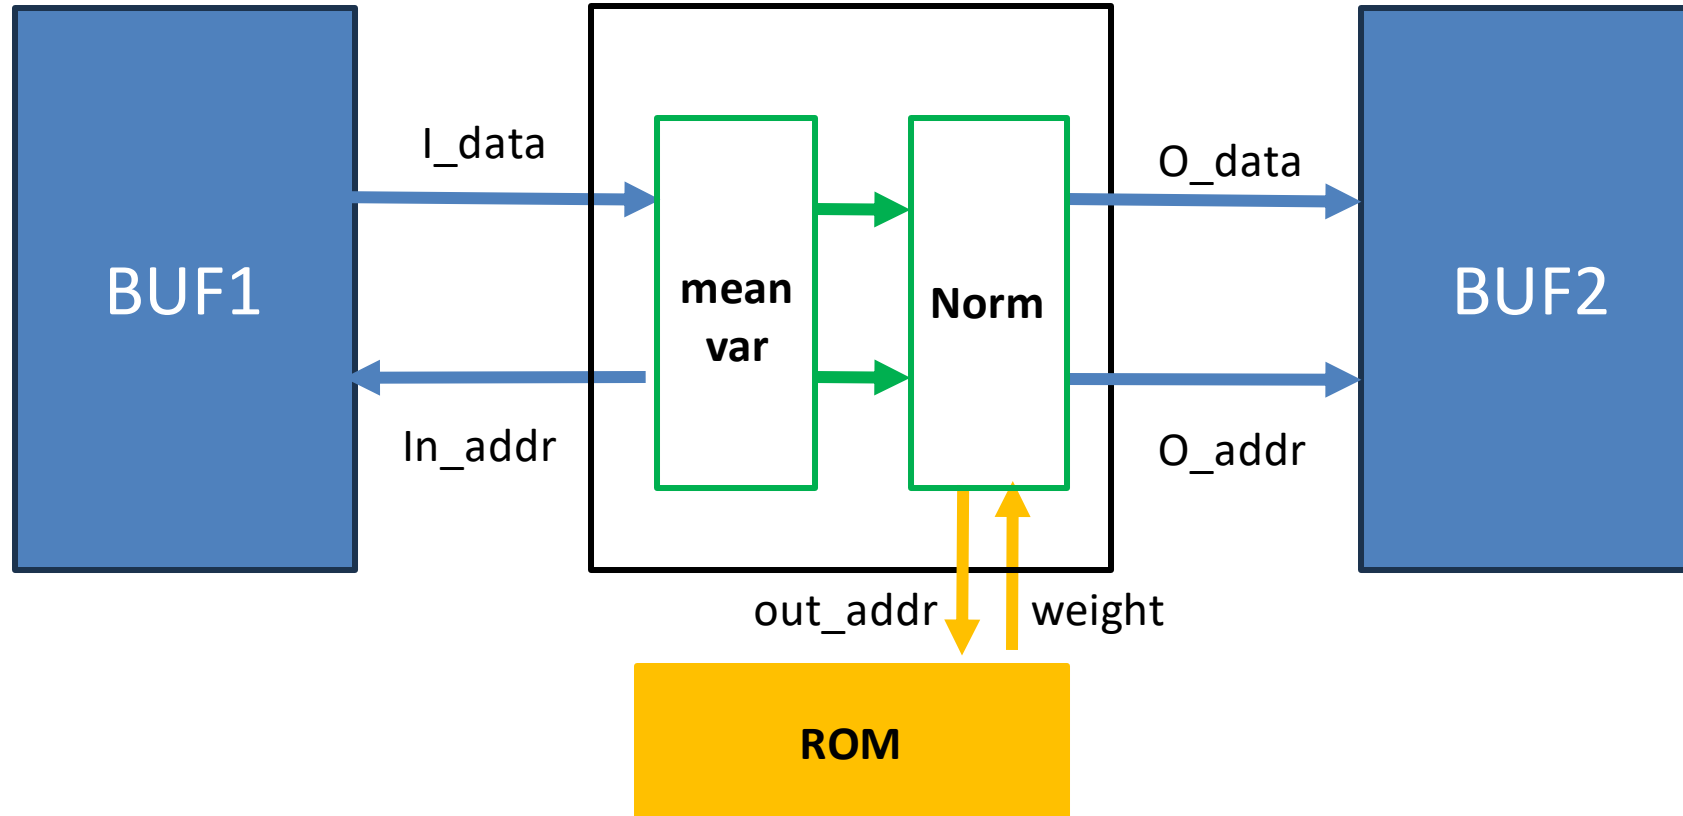 BUF1
I_data
In_addr
mean
var
Norm
O_data
O_addr
BUF2
out_addr
weight
ROM